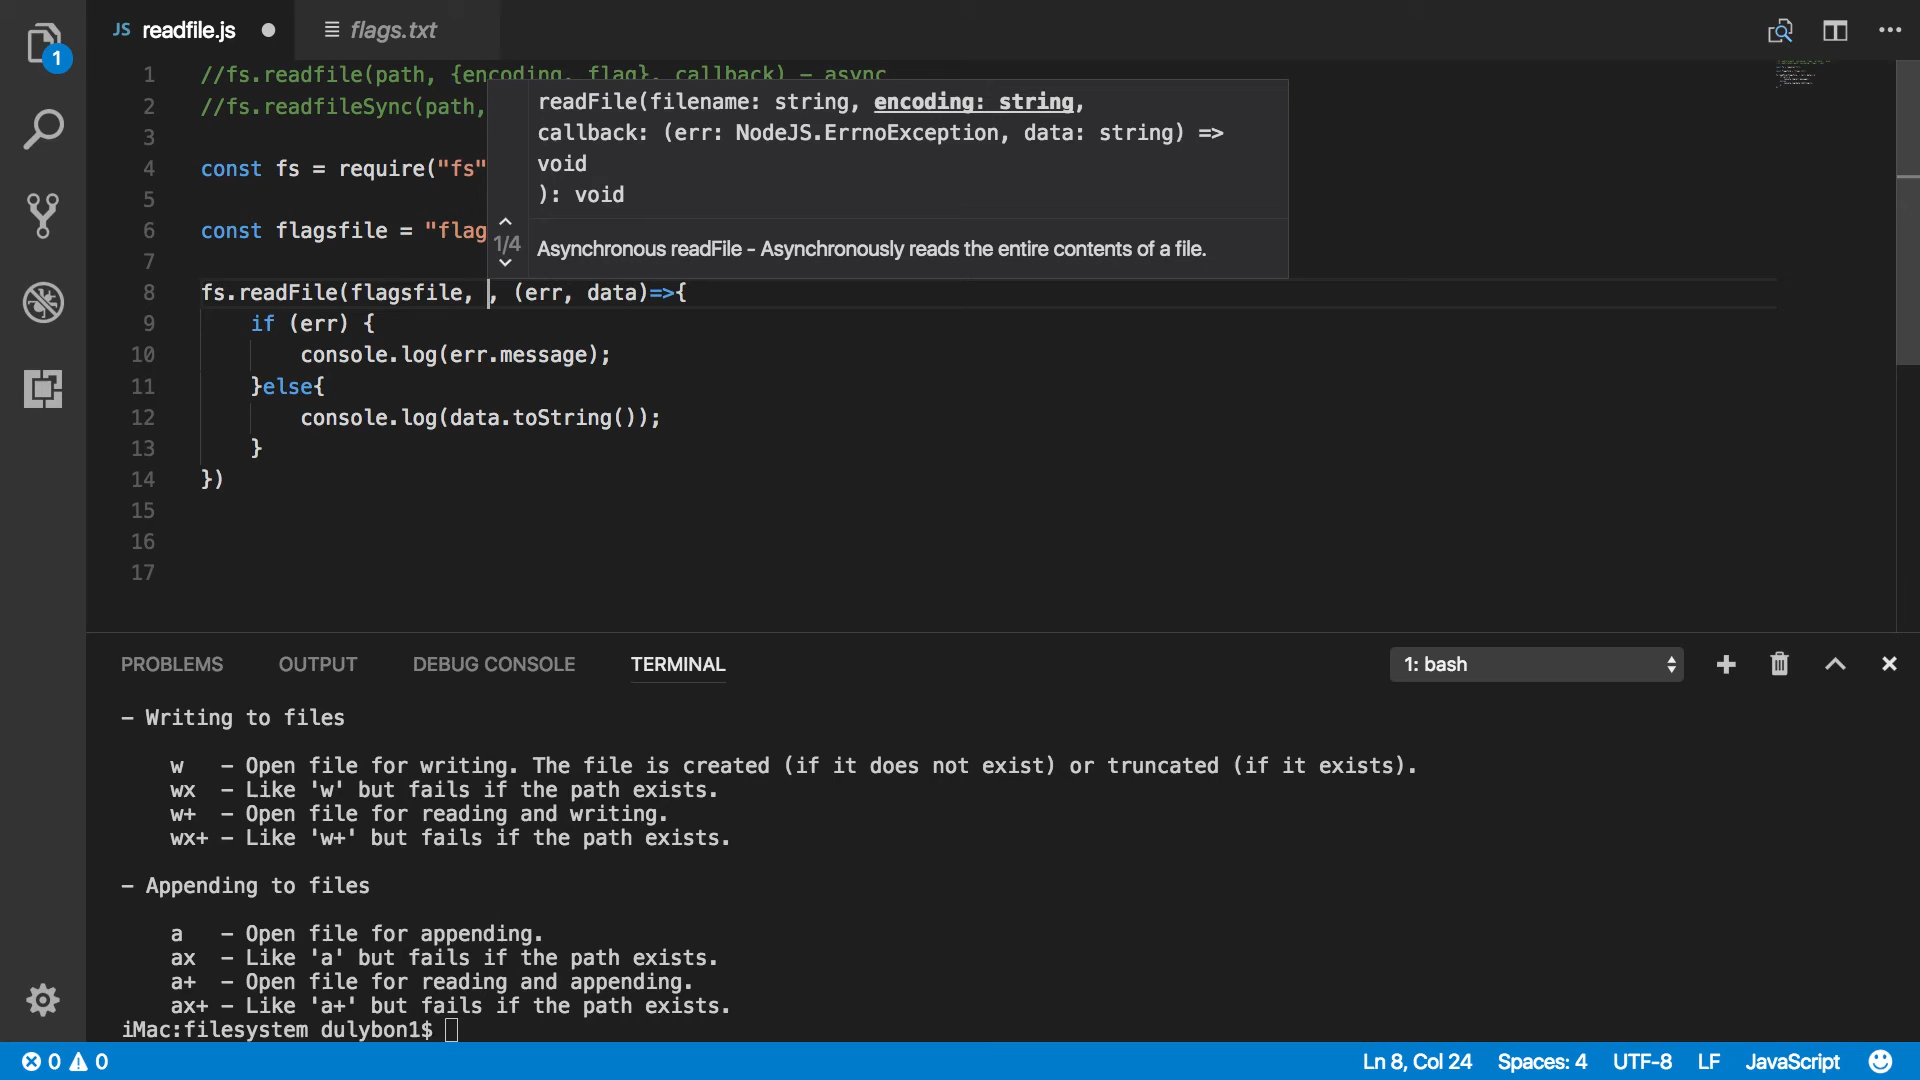 1
JS readfile.js
flags.txt
1 //fs.readfile(path, {encoding, flag}, callback) – async
2 //fs.readfileSync(path,
3
4 const fs = require("fs"
5
6 const flagsfile = "flag
7
8 fs.readFile(flagsfile, , (err, data)=>{
9 if (err) {
10 console.log(err.message);
11 }else{
12 console.log(data.toString());
13 }
14 })
15
16
17
readFile(filename: string, encoding: string,
callback: (err: NodeJS.ErrnoException, data: string) =>
void
): void
1/4
Asynchronous readFile - Asynchronously reads the entire contents of a file.
PROBLEMS OUTPUT DEBUG CONSOLE TERMINAL 1: bash
– Writing to files
w – Open file for writing. The file is created (if it does not exist) or truncated (if it exists).
wx – Like 'w' but fails if the path exists.
w+ – Open file for reading and writing.
wx+ – Like 'w+' but fails if the path exists.
– Appending to files
a – Open file for appending.
ax – Like 'a' but fails if the path exists.
a+ – Open file for reading and appending.
ax+ – Like 'a+' but fails if the path exists.
iMac:filesystem dulybon1$
0 0 Ln 8, Col 24 Spaces: 4 UTF-8 LF JavaScript